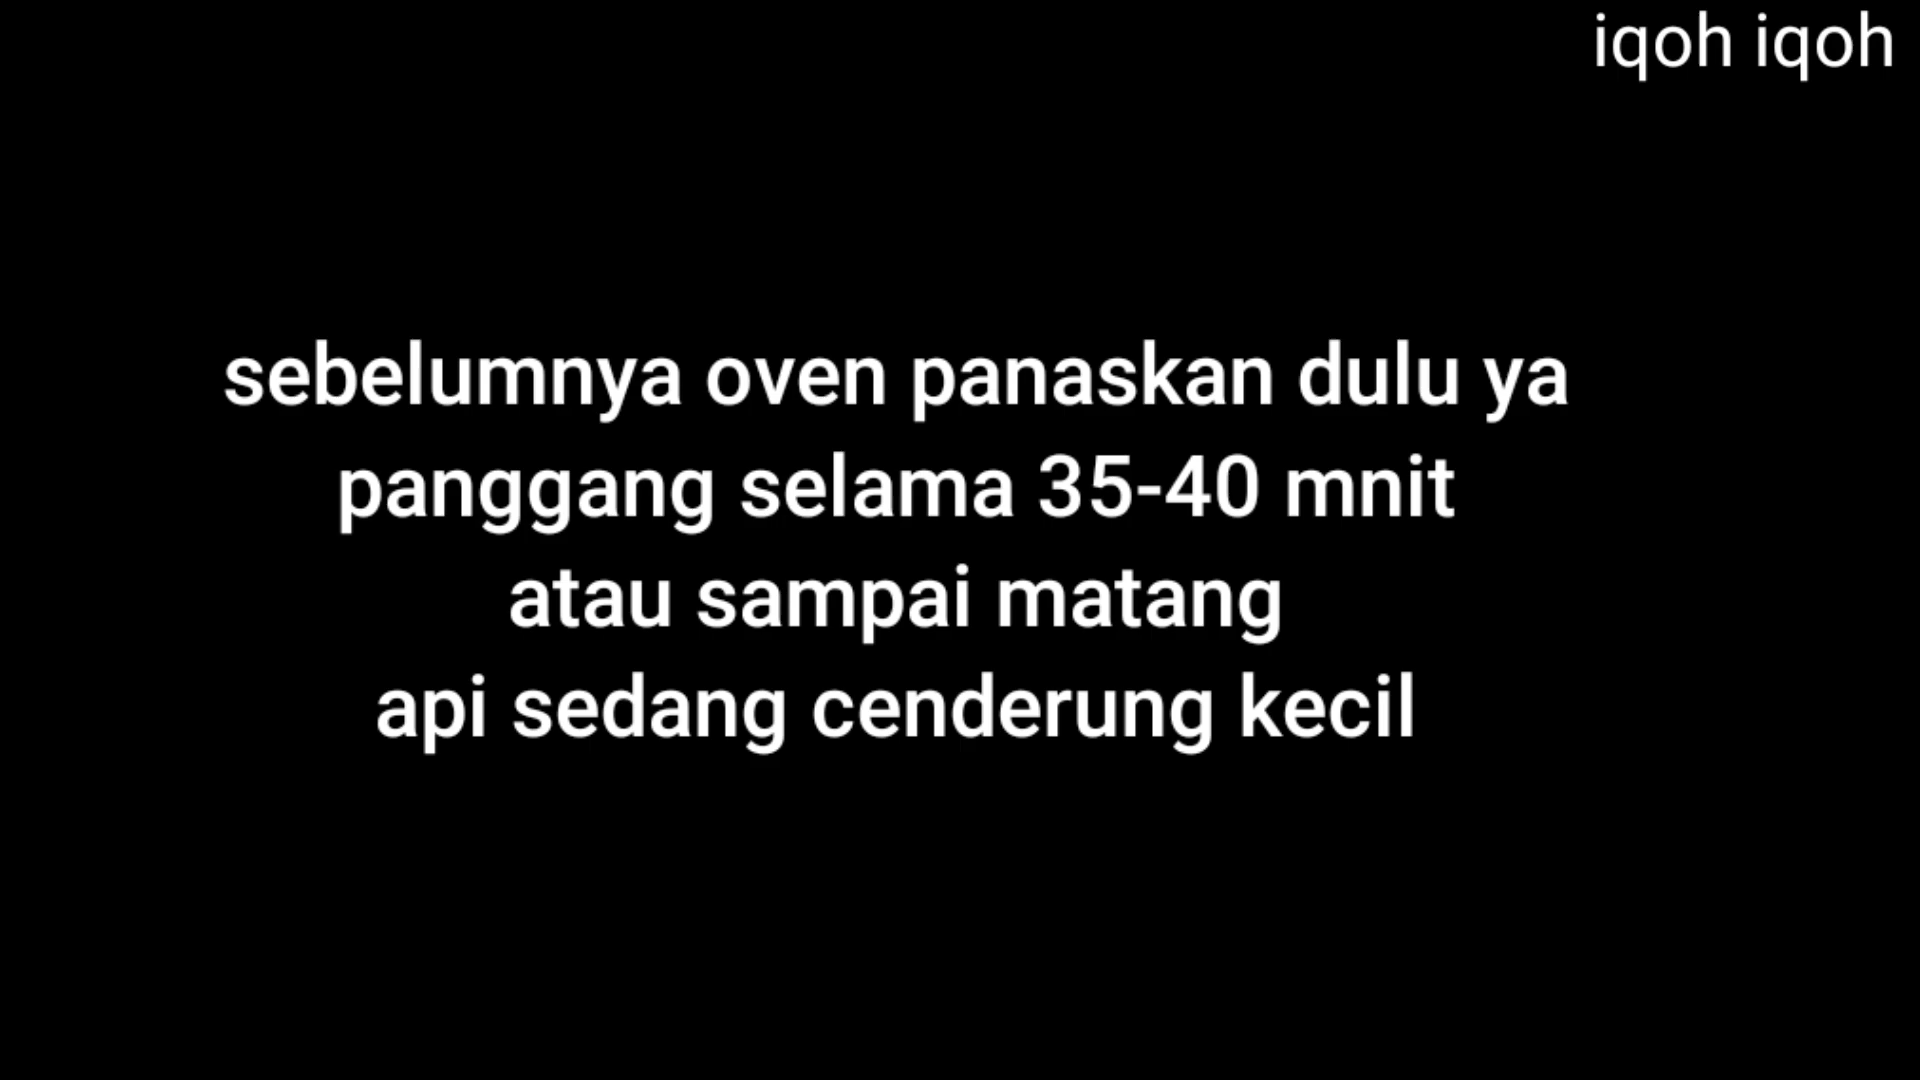 iqoh iqoh
sebelumnya oven panaskan dulu ya
panggang selama 35-40 mnit
atau sampai matang
api sedang cenderung kecil